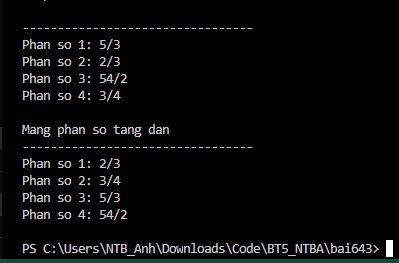 --------------------------------
Phan so 1: 5/3
Phan so 2: 2/3
Phan so 3: 54/2
Phan so 4: 3/4
Mang phan so tang dan
--------------------------------
Phan so 1: 2/3
Phan so 2: 3/4
Phan so 3: 5/3
Phan so 4: 54/2
PS C:\Users\NTB_Anh\Downloads\Code\BT5_NTBA\bai643>